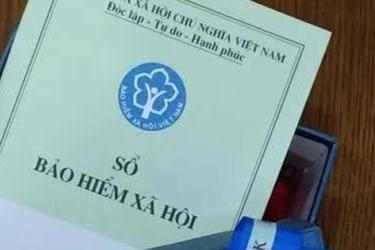 XÃ HỘI CHỦ NGHĨA VIỆT NAM
Độc lập - Tự do - Hạnh phúc
BẢO HIỂM XÃ HỘI VIỆT NAM
SỔ
BẢO HIỂM XÃ HỘI
K